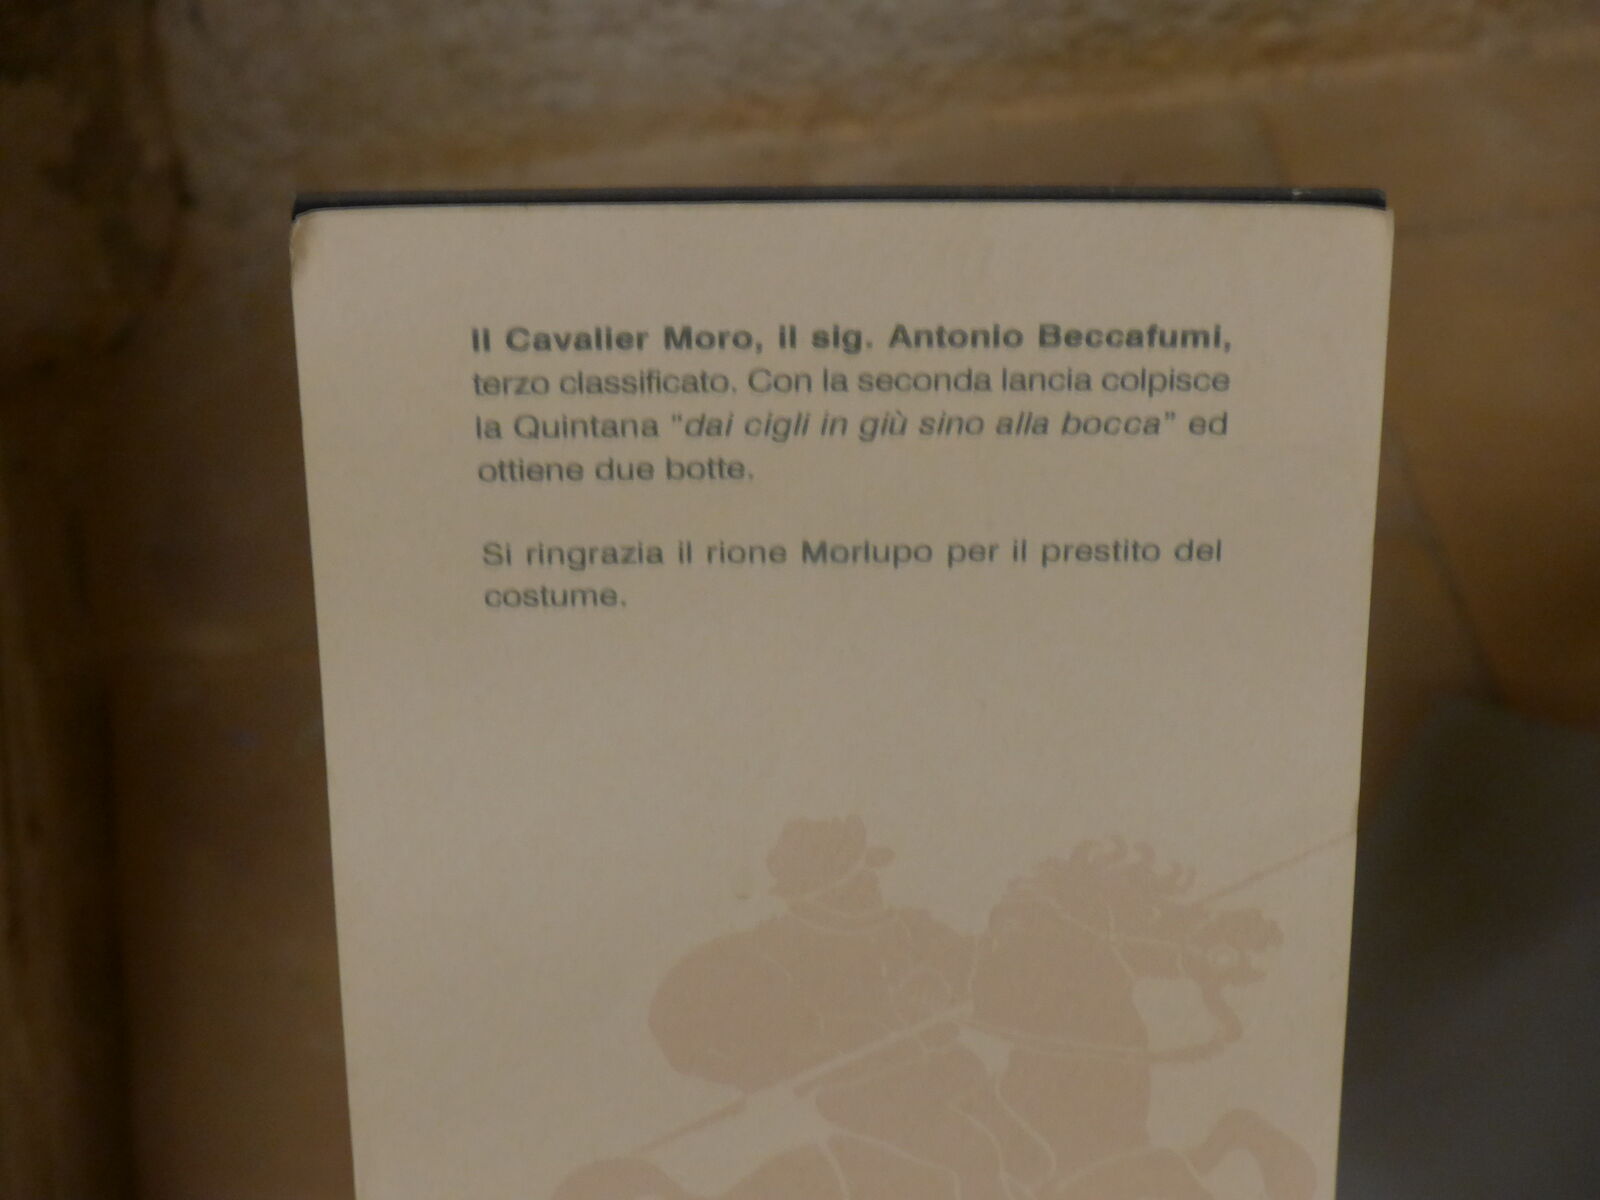 Il Cavalier Moro, il sig. Antonio Beccafumi,
terzo classificato. Con la seconda lancia colpisce
la Quintana "dai cigli in giù sino alla bocca" ed
ottiene due botte.
Si ringrazia il rione Morlupo per il prestito del
costume.